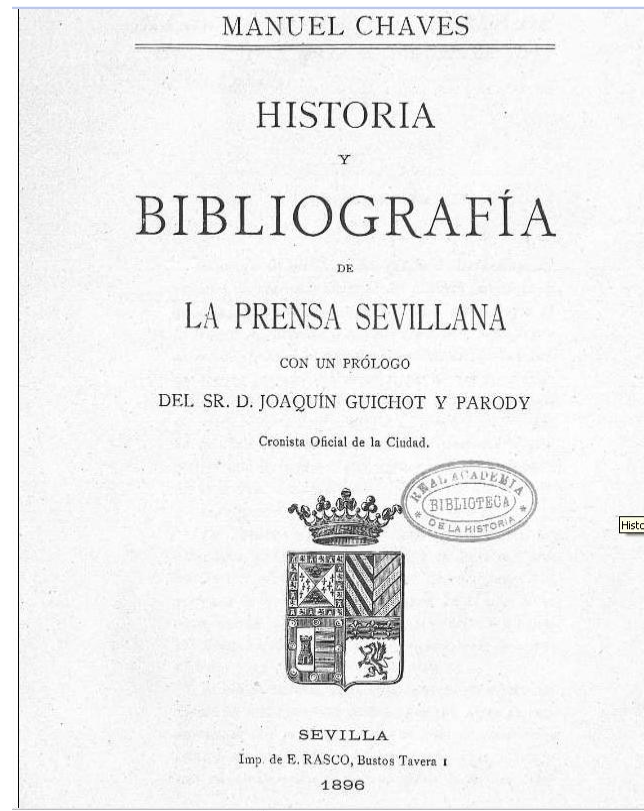 MANUEL CHAVES
HISTORIA
Y
BIBLIOGRAFÍA
DE
LA PRENSA SEVILLANA
CON UN PRÓLOGO
DEL SR. D. JOAQUÍN GUICHOT Y PARODY
Cronista Oficial de la Ciudad.
REAL ACADEMIA
BIBLIOTECA
DE LA HISTORIA
Histo
SEVILLA
Imp. de E. RASCO, Bustos Tavera 1
1896